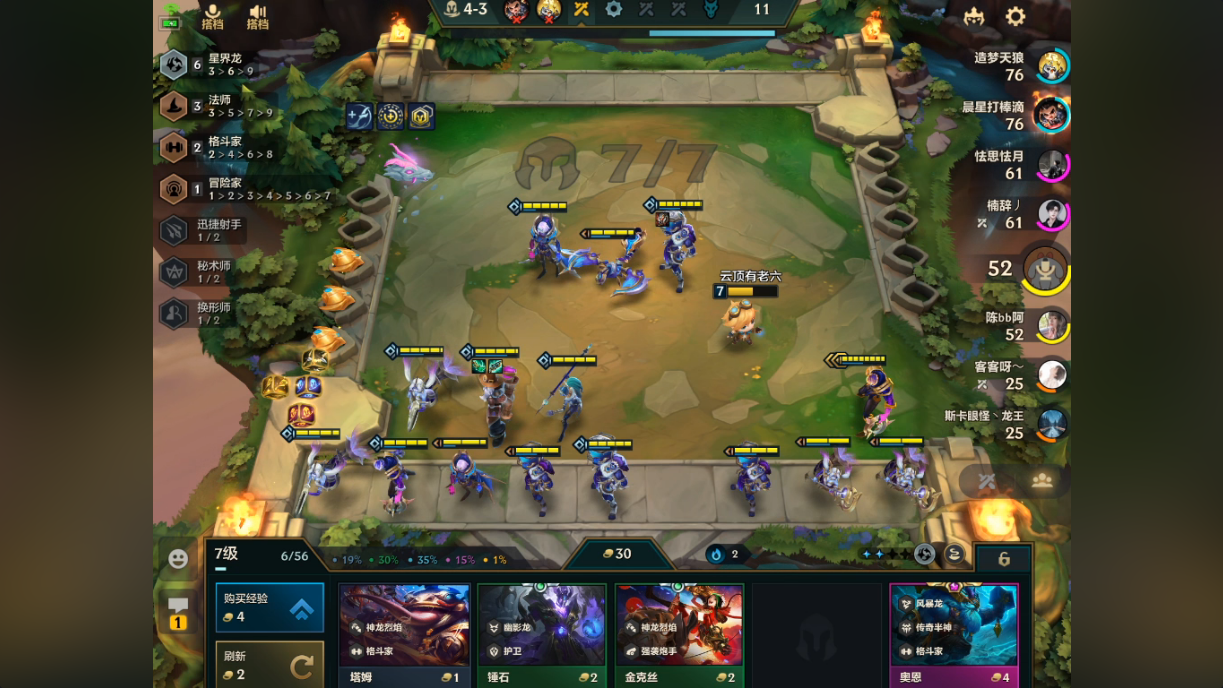 搭档
搭档
4-3
11
6 星界龙
3 > 6 > 9
3 法师
3 > 5 > 7 > 9
2 格斗家
2 > 4 > 6 > 8
1 冒险家
1 > 2 > 3 > 4 > 5 > 6 > 7
迅捷射手
1 / 2
秘术师
1 / 2
换形师
1 / 2
7/7
云顶有老六
7
造梦天狼
76
晨星打棒滴
76
怯思怯月
61
楠辞丿
61
52
陈bb阿
52
客客呀～
25
斯卡眼怪丶龙王
25
7级
6/56
19%
30%
35%
15%
1%
30
2
6
购买经验
4
刷新
2
1
神龙烈焰
格斗家
塔姆
1
幽影龙
护卫
锤石
2
神龙烈焰
强袭炮手
金克丝
2
风暴龙
传奇半神
格斗家
奥恩
4